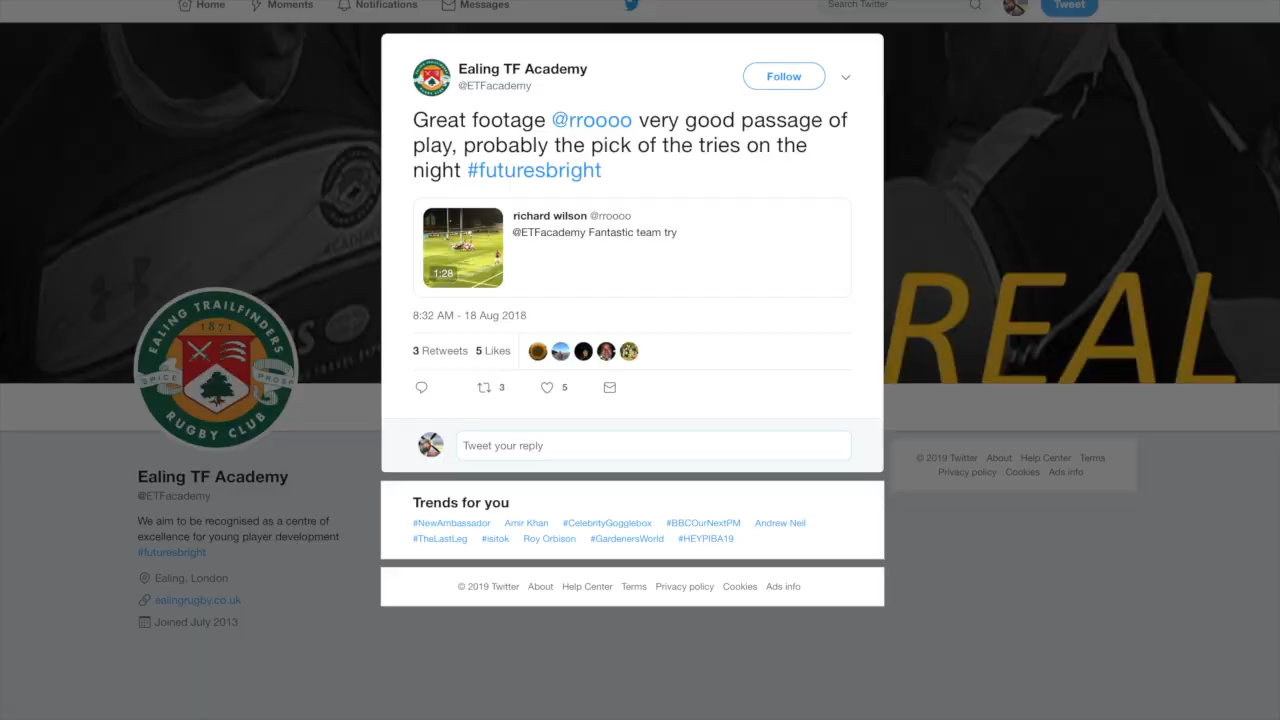 Home Moments Notifications Messages Search Twitter Tweet
Ealing TF Academy
@ETFacademy
Follow
Great footage @rroooo very good passage of
play, probably the pick of the tries on the
night #futuresbright
richard wilson @rroooo
@ETFacademy Fantastic team try
1:28
8:32 AM - 18 Aug 2018
3 Retweets 5 Likes
3 5
Tweet your reply
Trends for you
#NewAmbassador Amir Khan #CelebrityGogglebox #BBCOurNextPM Andrew Neil
#TheLastLeg #isitok Roy Orbison #GardenersWorld #HEYPIBA19
© 2019 Twitter About Help Center Terms Privacy policy Cookies Ads info
EALING TRAILFINDERS
1871
RUGBY CLUB
Ealing TF Academy
@ETFacademy
We aim to be recognised as a centre of
excellence for young player development
#futuresbright
Ealing, London
ealingrugby.co.uk
Joined July 2013
REAL
© 2019 Twitter About Help Center Terms
Privacy policy Cookies Ads info